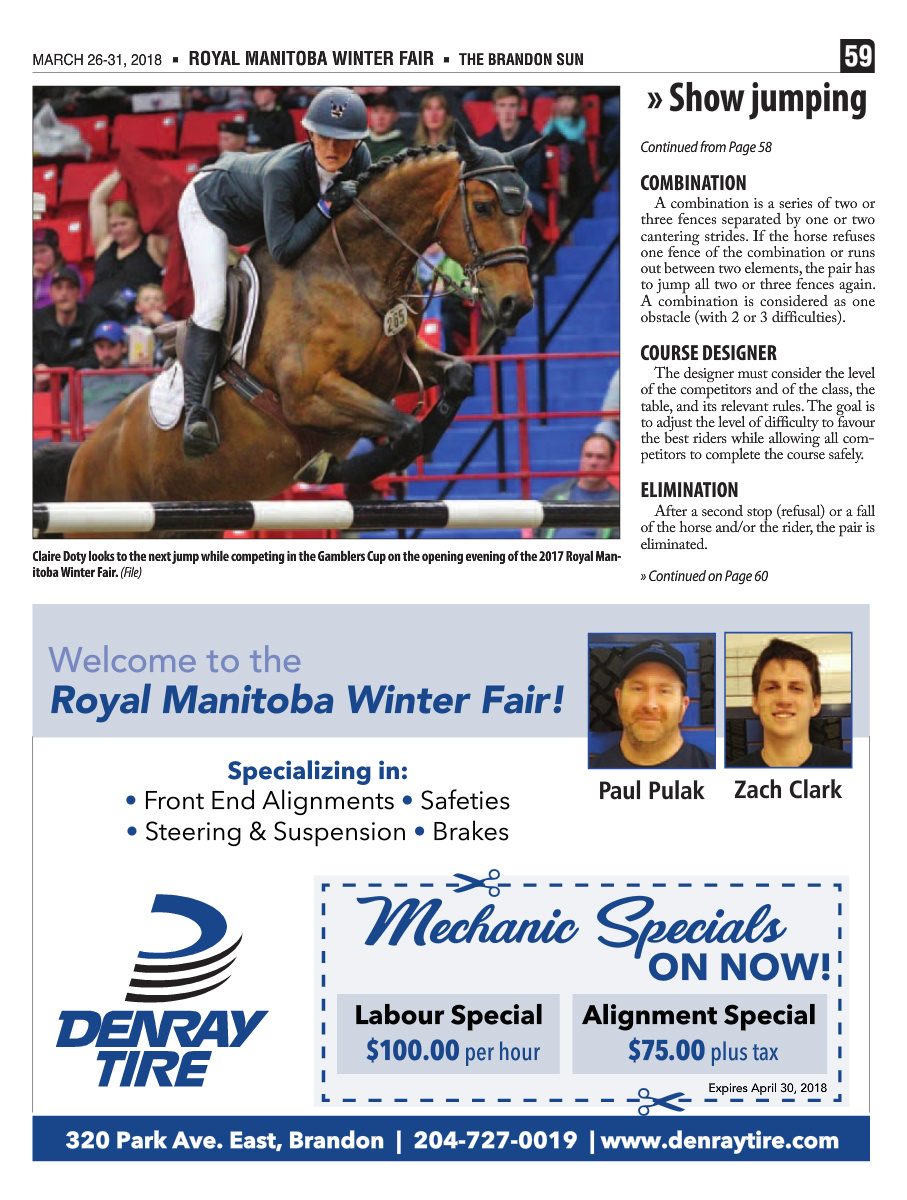 MARCH 26-31, 2018 ▪ ROYAL MANITOBA WINTER FAIR ▪ THE BRANDON SUN
59
» Show jumping
Continued from Page 58
COMBINATION
A combination is a series of two or
three fences separated by one or two
cantering strides. If the horse refuses
one fence of the combination or runs
out between two elements, the pair has
to jump all two or three fences again.
A combination is considered as one
obstacle (with 2 or 3 difficulties).
COURSE DESIGNER
The designer must consider the level
of the competitors and of the class, the
table, and its relevant rules. The goal is
to adjust the level of difficulty to favour
the best riders while allowing all com-
petitors to complete the course safely.
ELIMINATION
After a second stop (refusal) or a fall
of the horse and/or the rider, the pair is
eliminated.
» Continued on Page 60
265
Claire Doty looks to the next jump while competing in the Gamblers Cup on the opening evening of the 2017 Royal Man-
itoba Winter Fair. (File)
Welcome to the
Royal Manitoba Winter Fair!
Paul Pulak
Zach Clark
Specializing in:
• Front End Alignments • Safeties
• Steering & Suspension • Brakes
DENRAY
TIRE
Mechanic Specials
ON NOW!
Labour Special
$100.00 per hour
Alignment Special
$75.00 plus tax
Expires April 30, 2018
320 Park Ave. East, Brandon | 204-727-0019 | www.denraytire.com